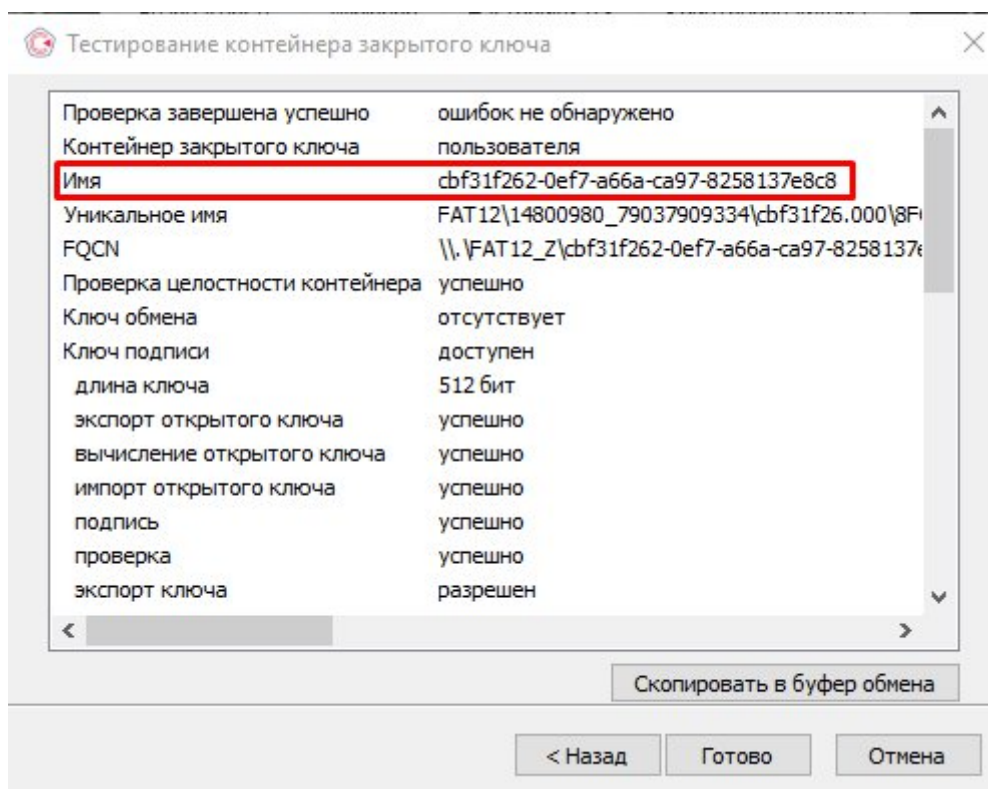 Тестирование контейнера закрытого ключа
Проверка завершена успешно ошибок не обнаружено
Контейнер закрытого ключа пользователя
Имя cbf31f262-0ef7-a66a-ca97-8258137e8c8
Уникальное имя FAT12\14800980_79037909334\cbf31f26.000\8F
FQCN \\.\FAT12_Z\cbf31f262-0ef7-a66a-ca97-8258137
Проверка целостности контейнера успешно
Ключ обмена отсутствует
Ключ подписи доступен
длина ключа 512 бит
экспорт открытого ключа успешно
вычисление открытого ключа успешно
импорт открытого ключа успешно
подпись успешно
проверка успешно
экспорт ключа разрешен
Скопировать в буфер обмена
< Назад Готово Отмена